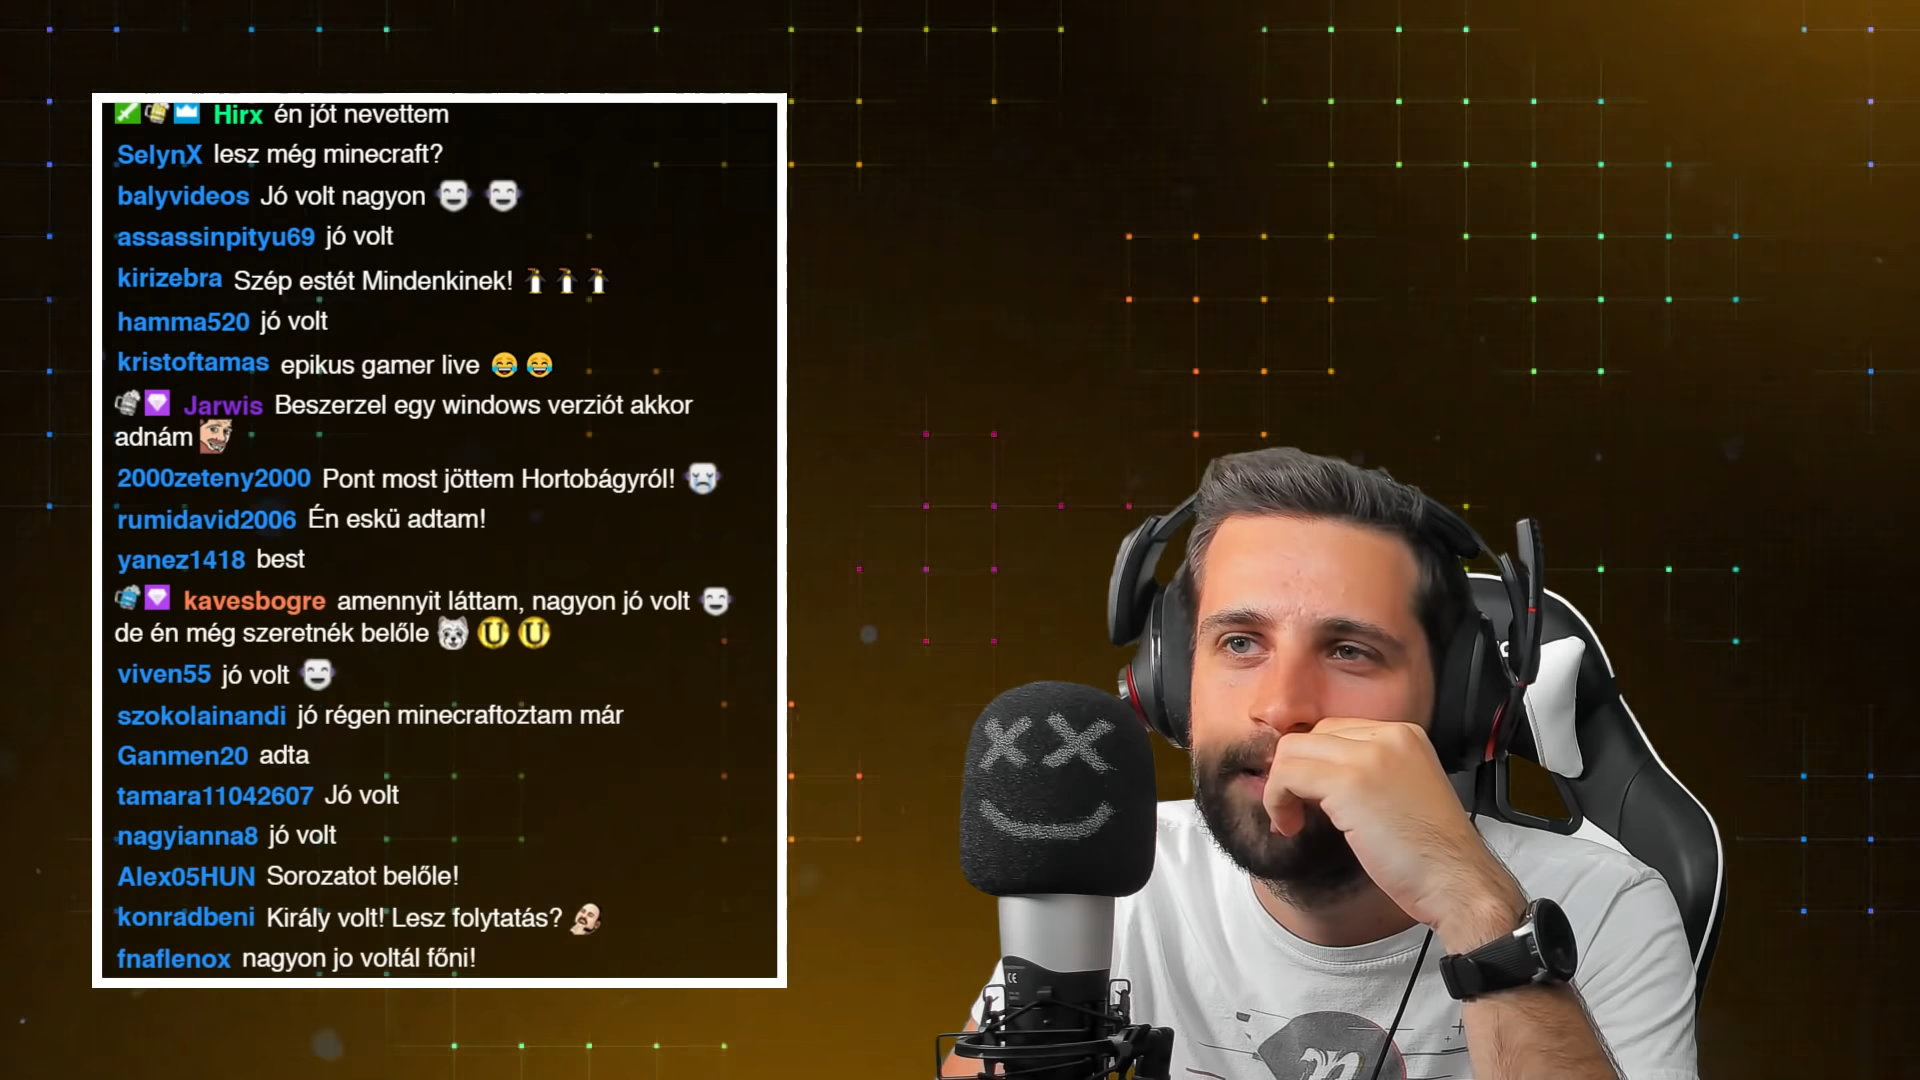 Hirx én jót nevettem
SelynX lesz még minecraft?
balyvideos Jó volt nagyon
assassinpityu69 jó volt
kirizebra Szép estét Mindenkinek!
hamma520 jó volt
kristoftamas epikus gamer live 😂 😂
Jarwis Beszerzel egy windows verziót akkor
adnám
2000zeteny2000 Pont most jöttem Hortobágyról!
rumidavid2006 Én eskü adtam!
yanez1418 best
kavesbogre amennyit láttam, nagyon jó volt
de én még szeretnék belőle
viven55 jó volt
szokolainandi jó régen minecraftoztam már
Ganmen20 adta
tamara11042607 Jó volt
nagyianna8 jó volt
Alex05HUN Sorozatot belőle!
konradbeni Király volt! Lesz folytatás?
fnaflenox nagyon jo voltál főni!
CE